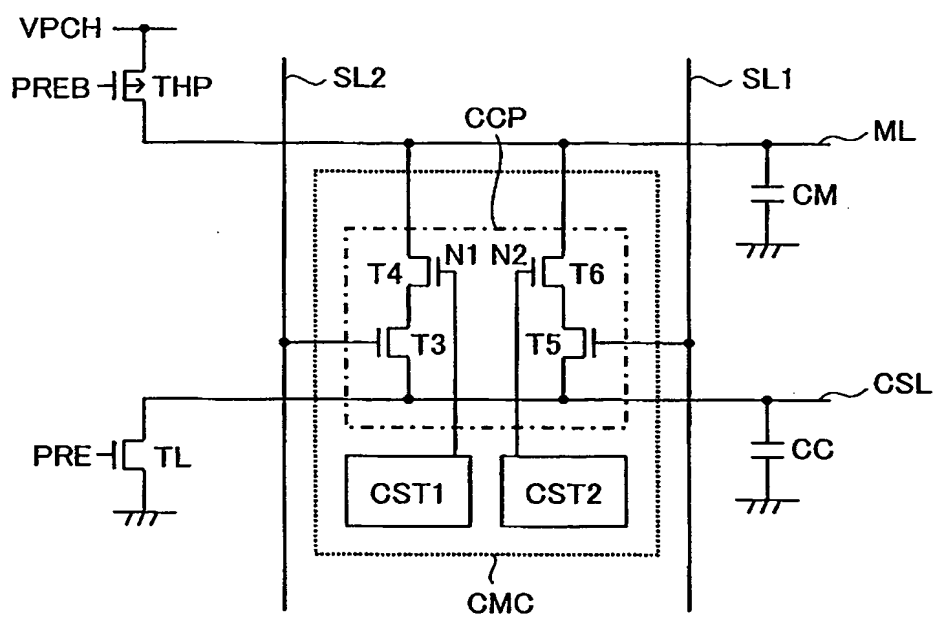 VPCH
PREB
THP
SL2
SL1
CCP
ML
CM
N1
N2
T4
T6
T3
T5
CSL
PRE
TL
CC
CST1
CST2
CMC